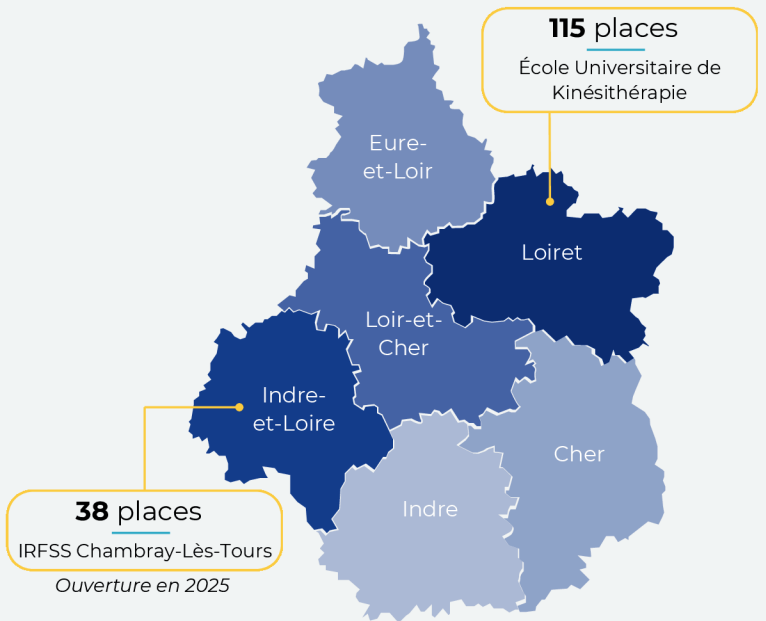 115 places
École Universitaire de
Kinésithérapie
Eure-
et-Loir
Loiret
Loir-et-
Cher
Indre-
et-Loire
Cher
Indre
38 places
IRFSS Chambray-Lès-Tours
Ouverture en 2025